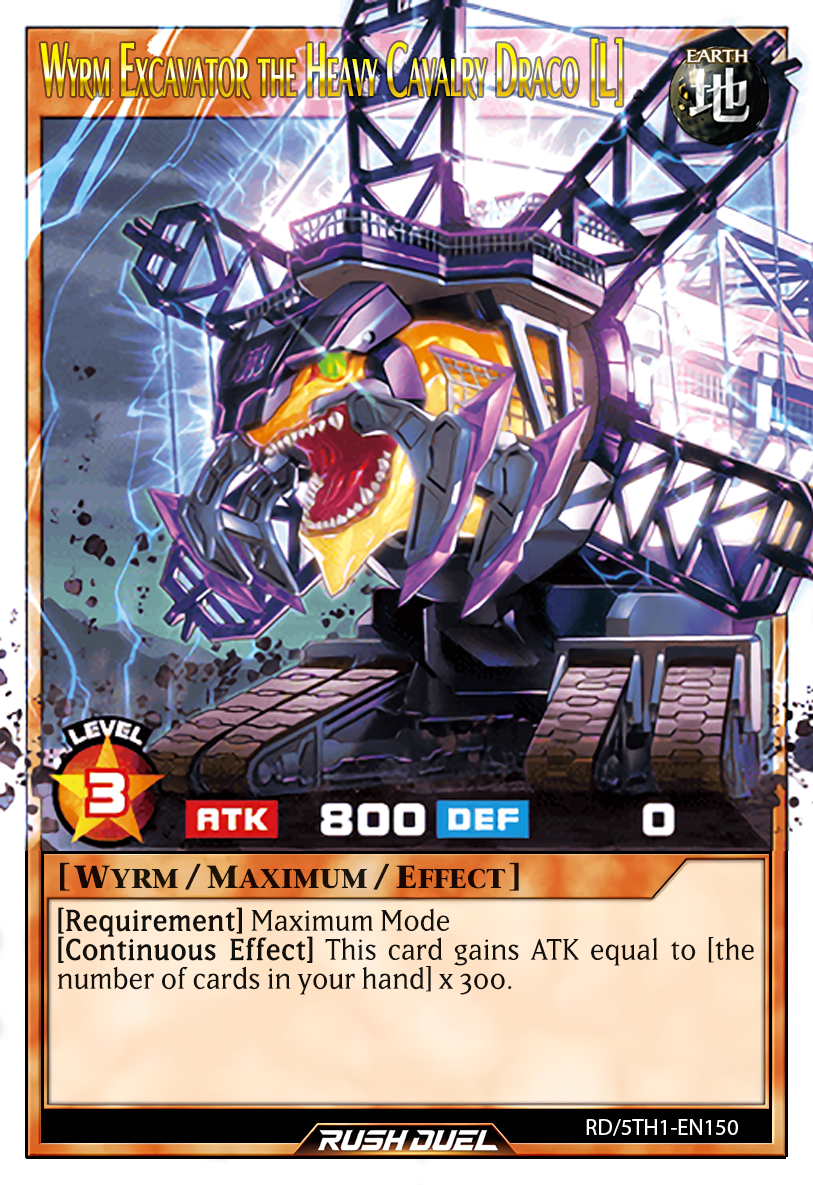 Wyrm Excavator the Heavy Cavalry Draco [L]
EARTH
地
LEVEL
3
ATK 800 DEF 0
[Wyrm / Maximum / Effect]
[Requirement] Maximum Mode
[Continuous Effect] This card gains ATK equal to [the
number of cards in your hand] x 300.
RD/5TH1-EN150
RUSH DUEL